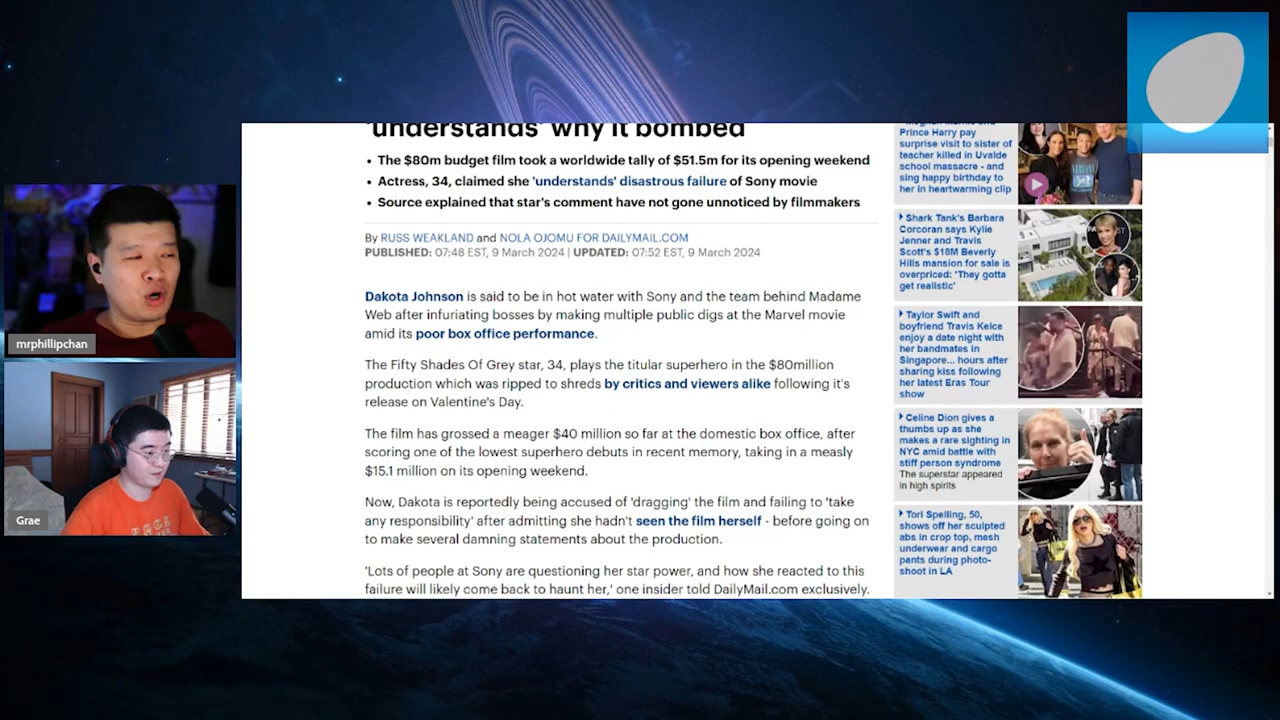 'understands' why it bombed
• The $80m budget film took a worldwide tally of $51.5m for its opening weekend
• Actress, 34, claimed she 'understands' disastrous failure of Sony movie
• Source explained that star's comment have not gone unnoticed by filmmakers
By RUSS WEAKLAND and NOLA OJOMU FOR DAILYMAIL.COM
PUBLISHED: 07:48 EST, 9 March 2024 | UPDATED: 07:52 EST, 9 March 2024
Dakota Johnson is said to be in hot water with Sony and the team behind Madame
Web after infuriating bosses by making multiple public digs at the Marvel movie
amid its poor box office performance.
The Fifty Shades Of Grey star, 34, plays the titular superhero in the $80million
production which was ripped to shreds by critics and viewers alike following it's
release on Valentine's Day.
The film has grossed a meager $40 million so far at the domestic box office, after
scoring one of the lowest superhero debuts in recent memory, taking in a measly
$15.1 million on its opening weekend.
Now, Dakota is reportedly being accused of 'dragging' the film and failing to 'take
any responsibility' after admitting she hadn't seen the film herself - before going on
to make several damning statements about the production.
'Lots of people at Sony are questioning her star power, and how she reacted to this
failure will likely come back to haunt her,' one insider told DailyMail.com exclusively.
Prince Harry pay
surprise visit to sister of
teacher killed in Uvalde
school massacre - and
sing happy birthday to
her in heartwarming clip
Shark Tank's Barbara
Corcoran says Kylie
Jenner and Travis
Scott's $18M Beverly
Hills mansion for sale is
overpriced: 'They gotta
get realistic'
Taylor Swift and
boyfriend Travis Kelce
enjoy a date night with
her bandmates in
Singapore... hours after
sharing kiss following
her latest Eras Tour
show
Celine Dion gives a
thumbs up as she
makes a rare sighting in
NYC amid battle with
stiff person syndrome
The superstar appeared
in high spirits
Tori Spelling, 50,
shows off her sculpted
abs in crop top, mesh
underwear and cargo
pants during photo-
shoot in LA
mrphillipchan
Grae